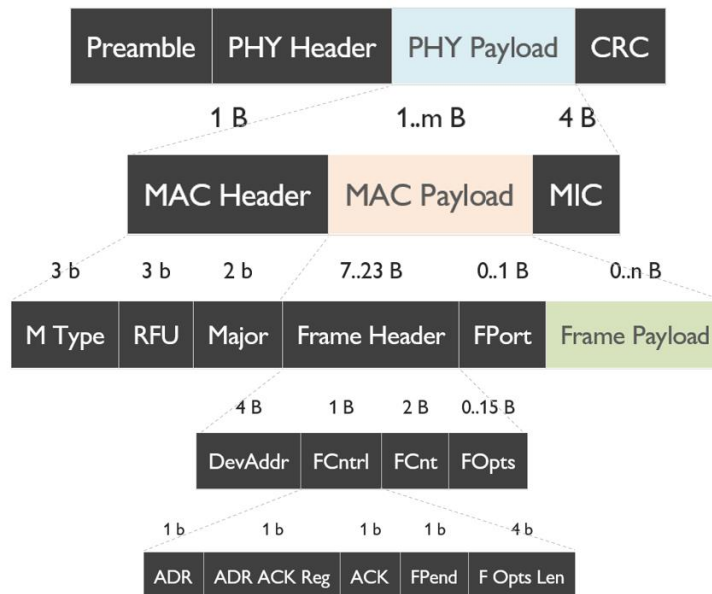 Preamble PHY Header PHY Payload CRC
1 B 1..m B 4 B
MAC Header MAC Payload MIC
3 b 3 b 2 b 7..23 B 0..1 B 0..n B
M Type RFU Major Frame Header FPort Frame Payload
4 B 1 B 2 B 0..15 B
DevAddr FCntrl FCnt FOpts
1 b 1 b 1 b 1 b 4 b
ADR ADR ACK Reg ACK FPend F Opts Len